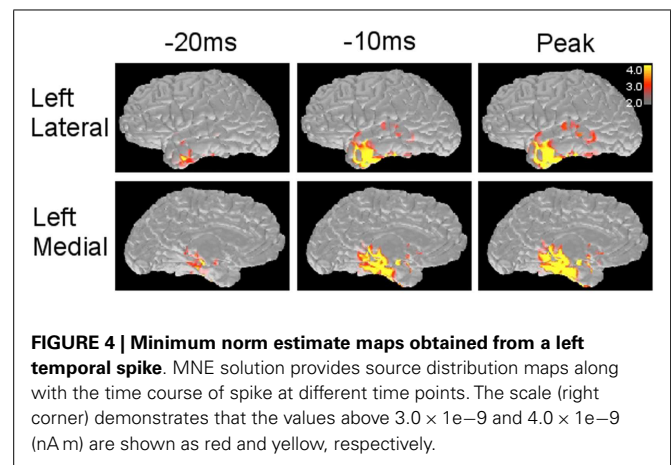 -20ms -10ms Peak
Left
Lateral
4.0
3.0
2.0
Left
Medial
FIGURE 4 | Minimum norm estimate maps obtained from a left
temporal spike. MNE solution provides source distribution maps along
with the time course of spike at different time points. The scale (right
corner) demonstrates that the values above 3.0 × 1e−9 and 4.0 × 1e−9
(nA m) are shown as red and yellow, respectively.